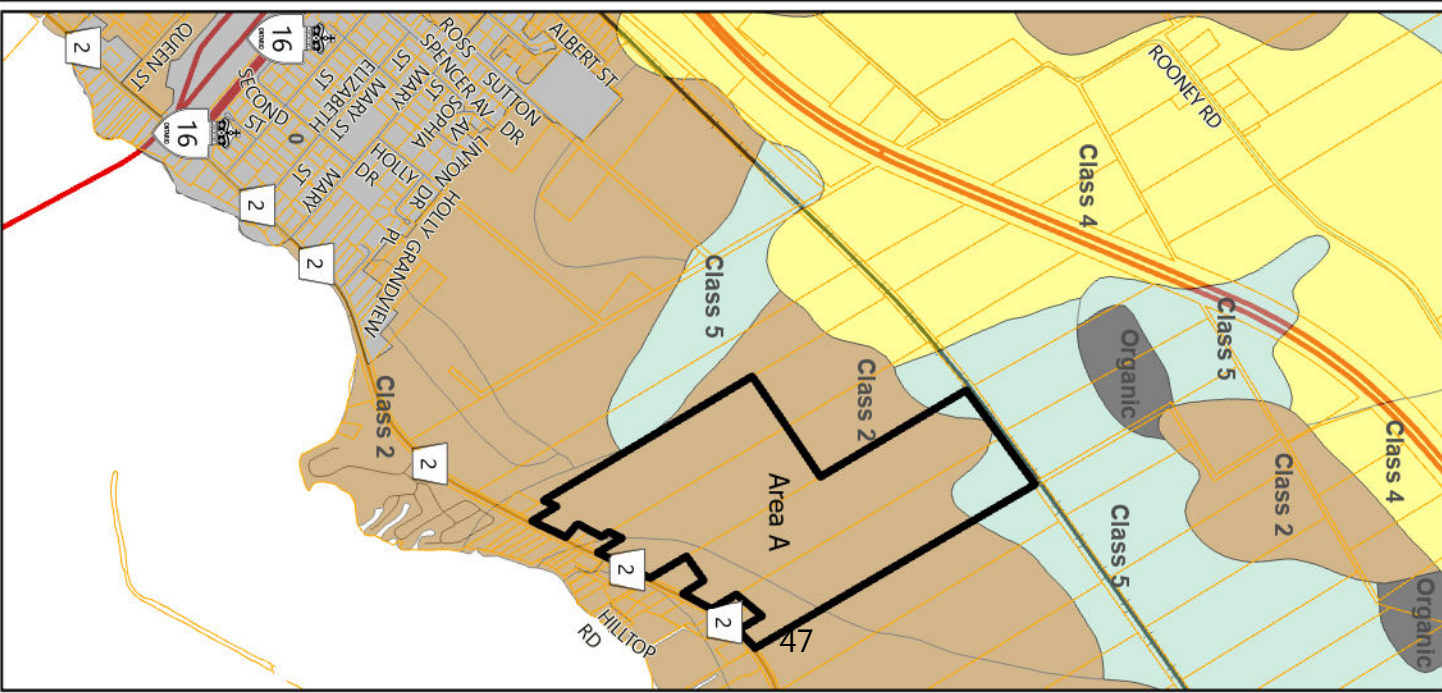 2
QUEEN ST
16
ONTARIO
SECOND
ST
16
ONTARIO
0
ELIZABETH
ST
MARY ST
MARY
ST
ROSS
SPENCER AV
ST
SOPHIA
AV
SUTTON
DR
ALBERT ST
LINTON
DR
HOLLY
DR
HOLLY
PL
GRANDVIEW
MARY
ST
2
2
ROONEY RD
Class 4
Class 5
Class 5
Organic
Class 2
Class 2
Class 4
Class 2
2
Area A
Class 5
2
2
HILLTOP
RD
Organic
47